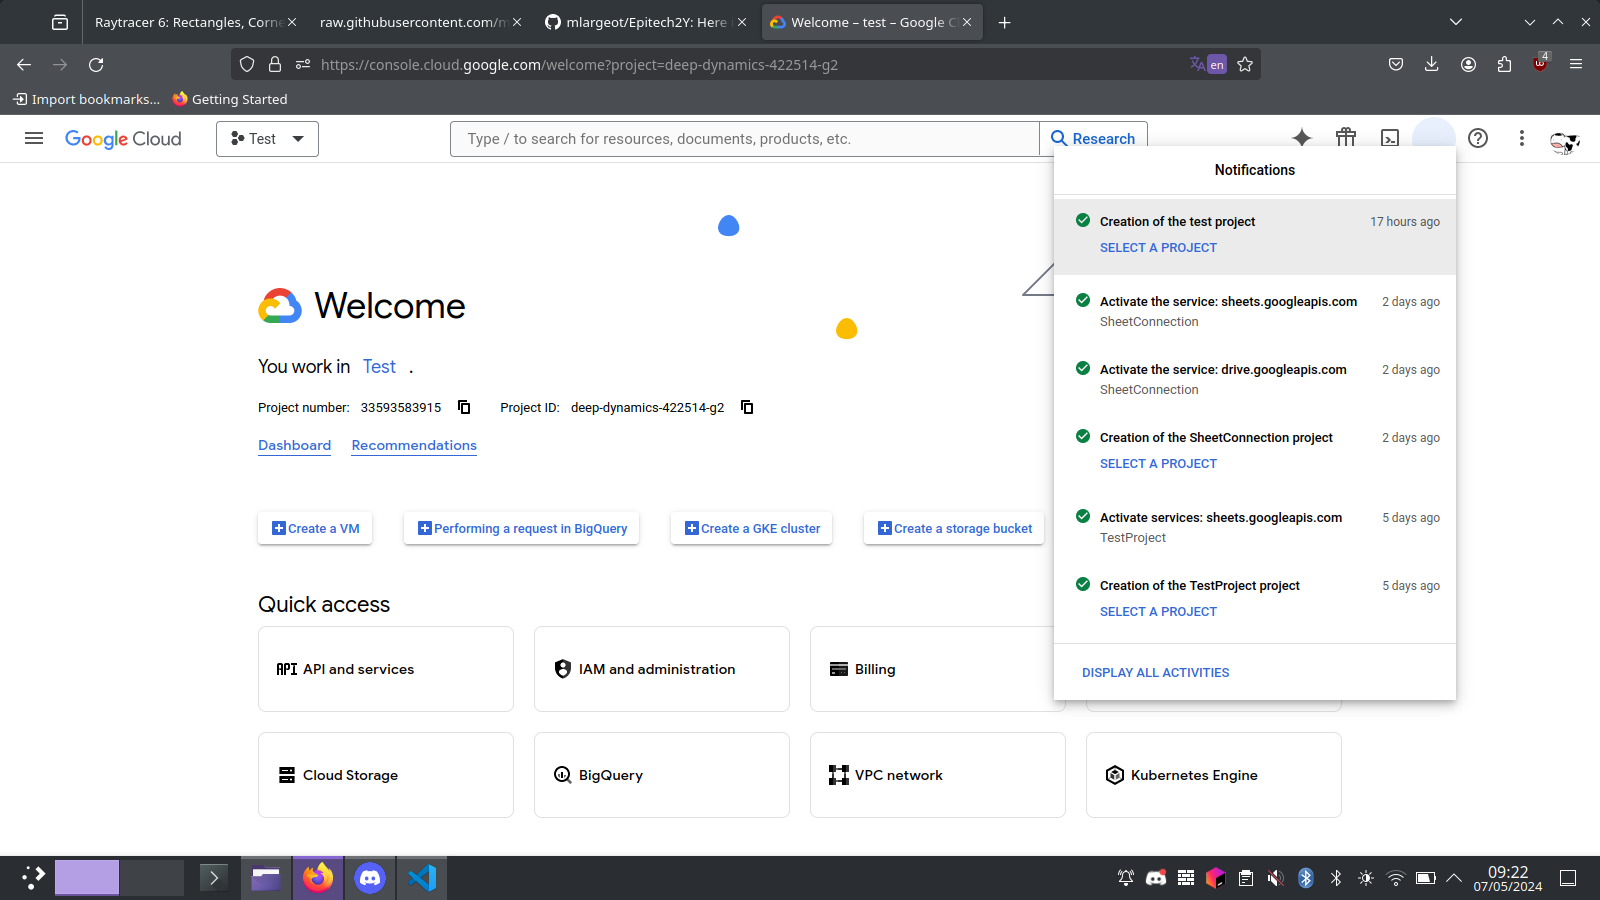 Raytracer 6: Rectangles, Corne
raw.githubusercontent.com/m
mlargeot/Epitech2Y: Here
Welcome – test – Google C
https://console.cloud.google.com/welcome?project=deep-dynamics-422514-g2
en
4
Import bookmarks...
Getting Started
Google Cloud
Test
Type / to search for resources, documents, products, etc.
Research
Notifications
Creation of the test project
17 hours ago
SELECT A PROJECT
Activate the service: sheets.googleapis.com
2 days ago
SheetConnection
Activate the service: drive.googleapis.com
2 days ago
SheetConnection
Creation of the SheetConnection project
2 days ago
SELECT A PROJECT
Activate services: sheets.googleapis.com
5 days ago
TestProject
Creation of the TestProject project
5 days ago
SELECT A PROJECT
DISPLAY ALL ACTIVITIES
Welcome
You work in Test .
Project number: 33593583915
Project ID: deep-dynamics-422514-g2
Dashboard
Recommendations
Create a VM
Performing a request in BigQuery
Create a GKE cluster
Create a storage bucket
Quick access
API API and services
IAM and administration
Billing
Cloud Storage
BigQuery
VPC network
Kubernetes Engine
09:22
07/05/2024